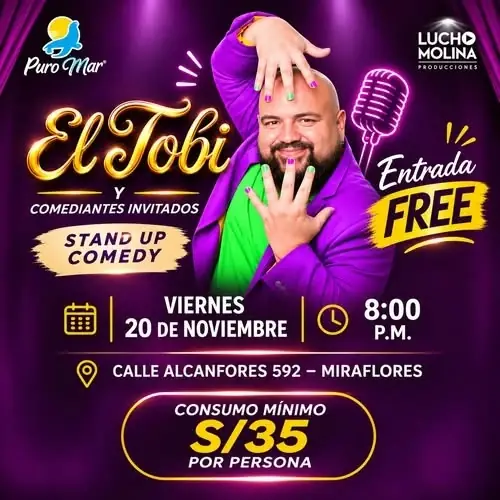 Puro Mar
LUCHO
MOLINA
PRODUCCIONES
El Tobi
Y
COMEDIANTES INVITADOS
STAND UP
COMEDY
Entrada
FREE
VIERNES
20 DE NOVIEMBRE
8:00
P.M.
CALLE ALCANFORES 592 – MIRAFLORES
CONSUMO MÍNIMO
S/35
POR PERSONA